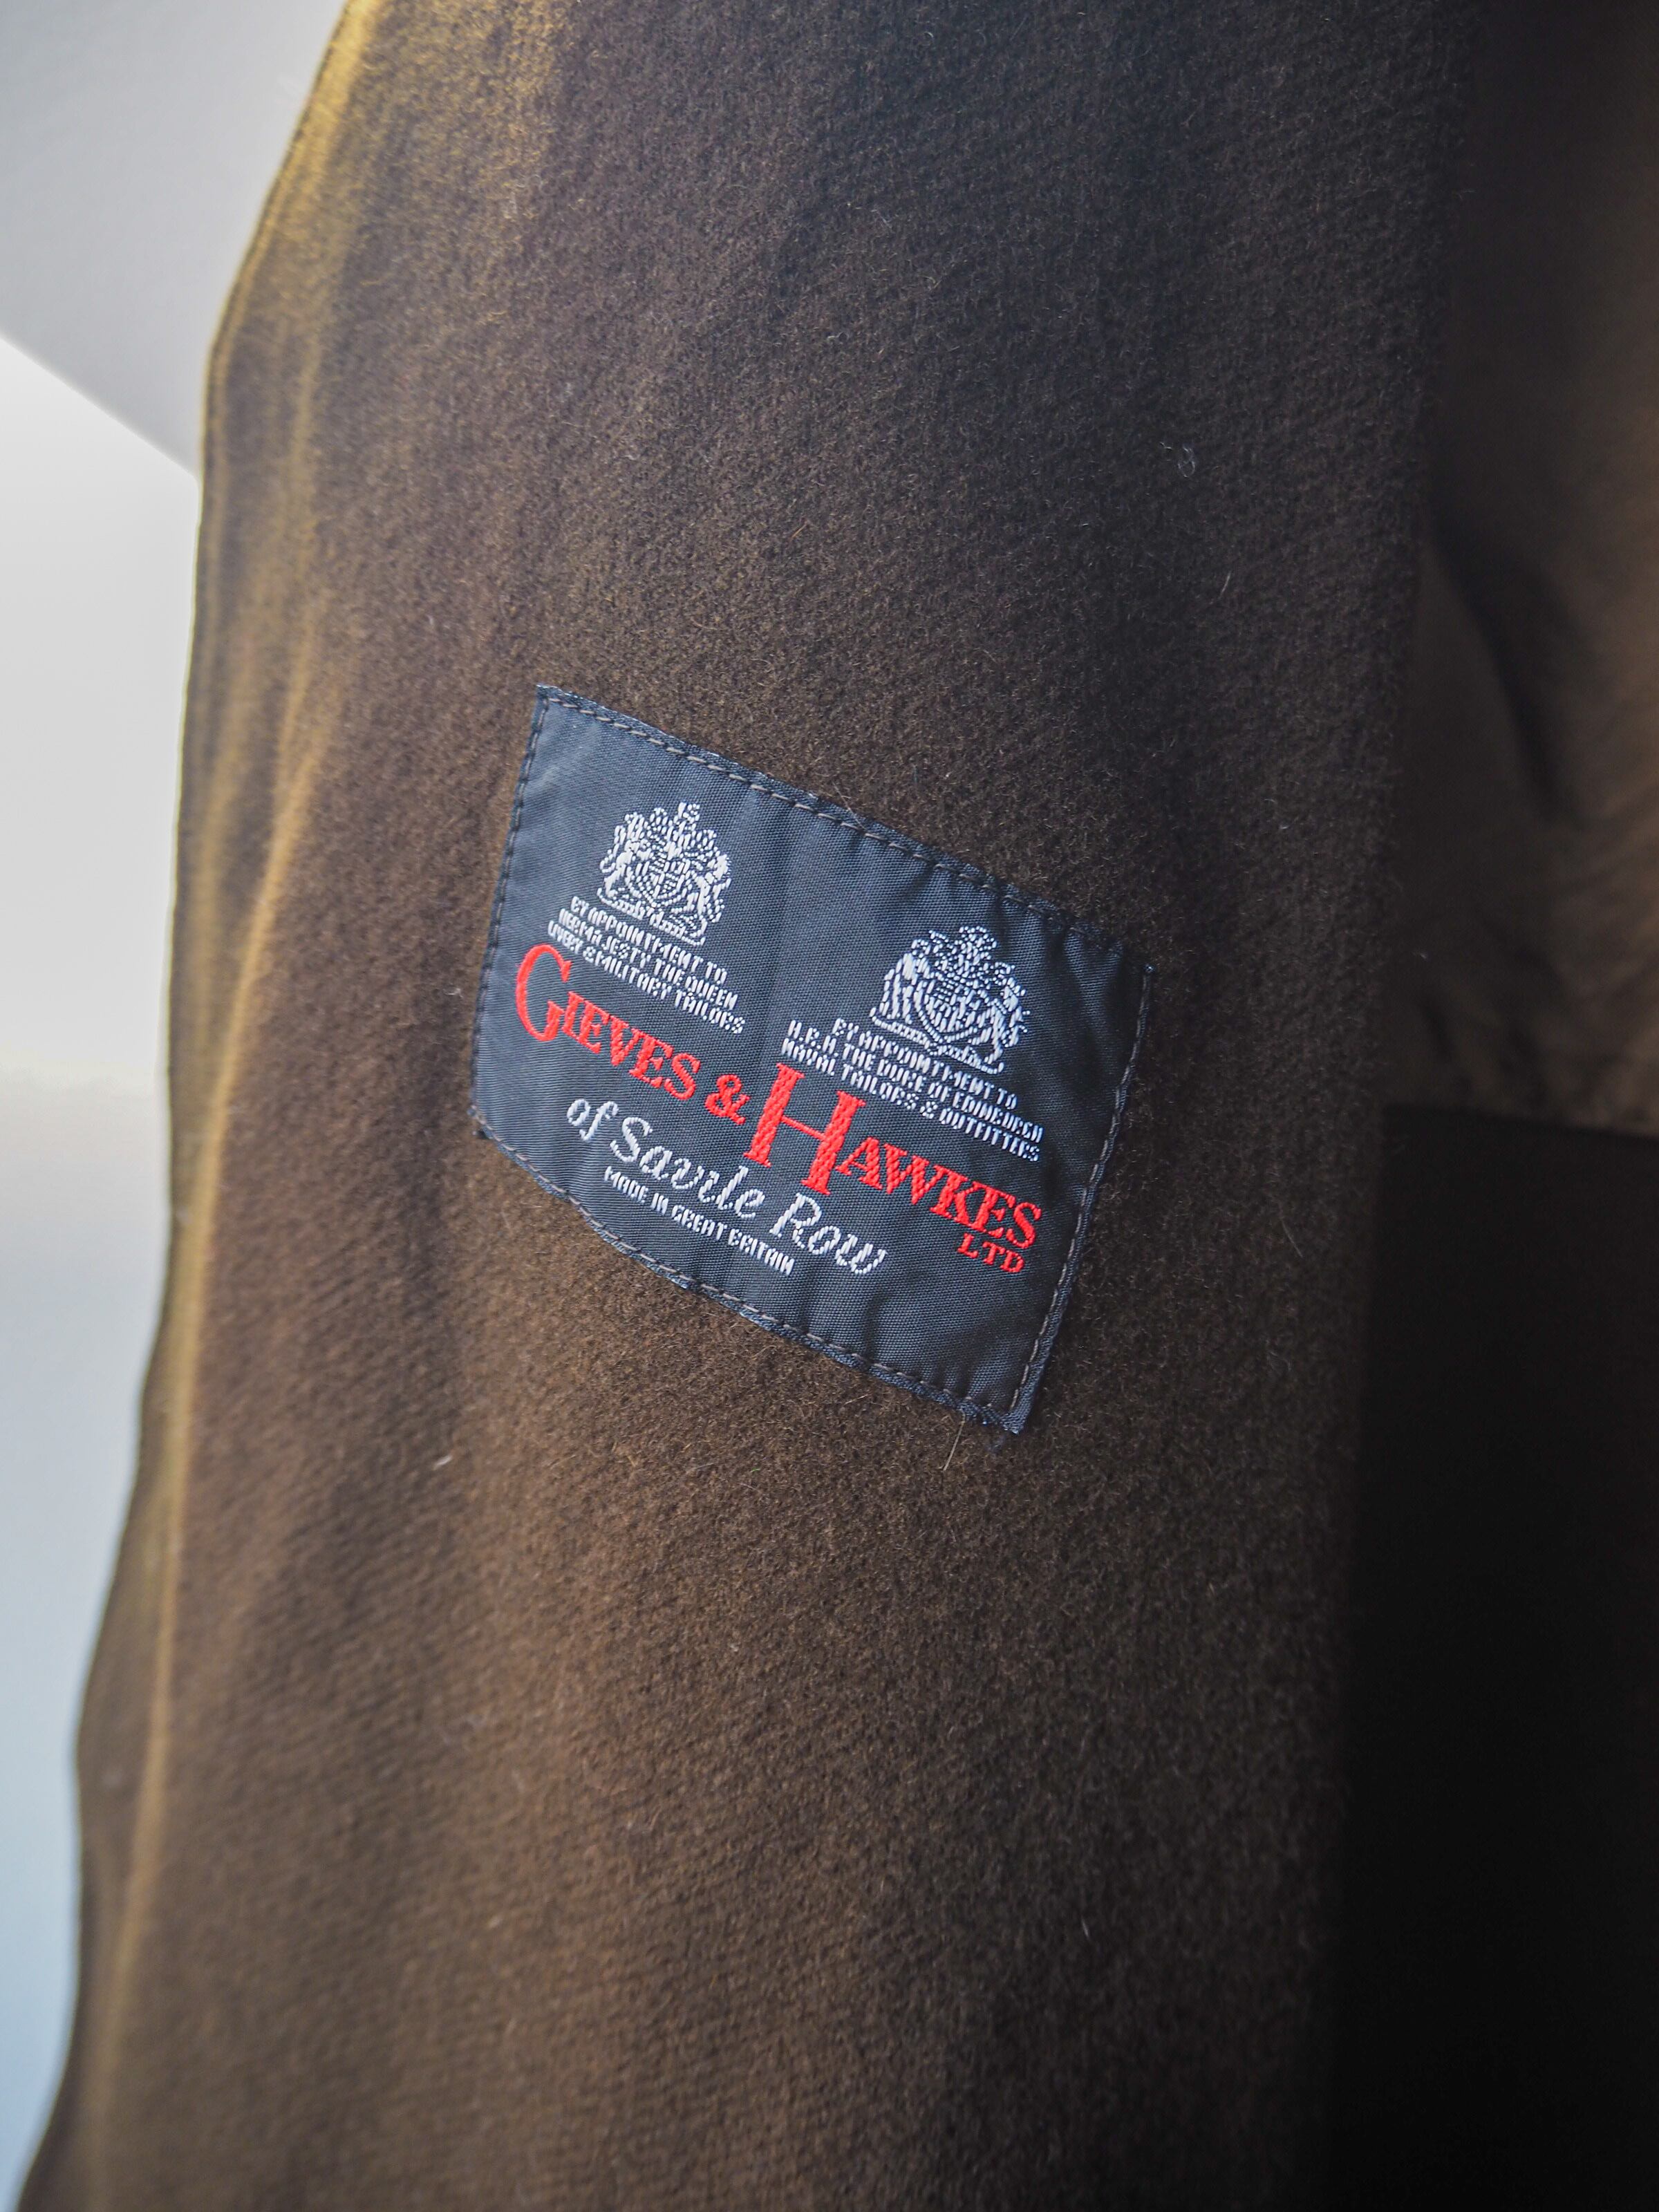 BY APPOINTMENT TO
HER MAJESTY THE QUEEN
LIVERY & MILITARY TAILORS
BY APPOINTMENT TO
H.R.H. THE DUKE OF EDINBURGH
NAVAL TAILORS & OUTFITTERS
GIEVES & HAWKES
LTD
of Savile Row
MADE IN GREAT BRITAIN